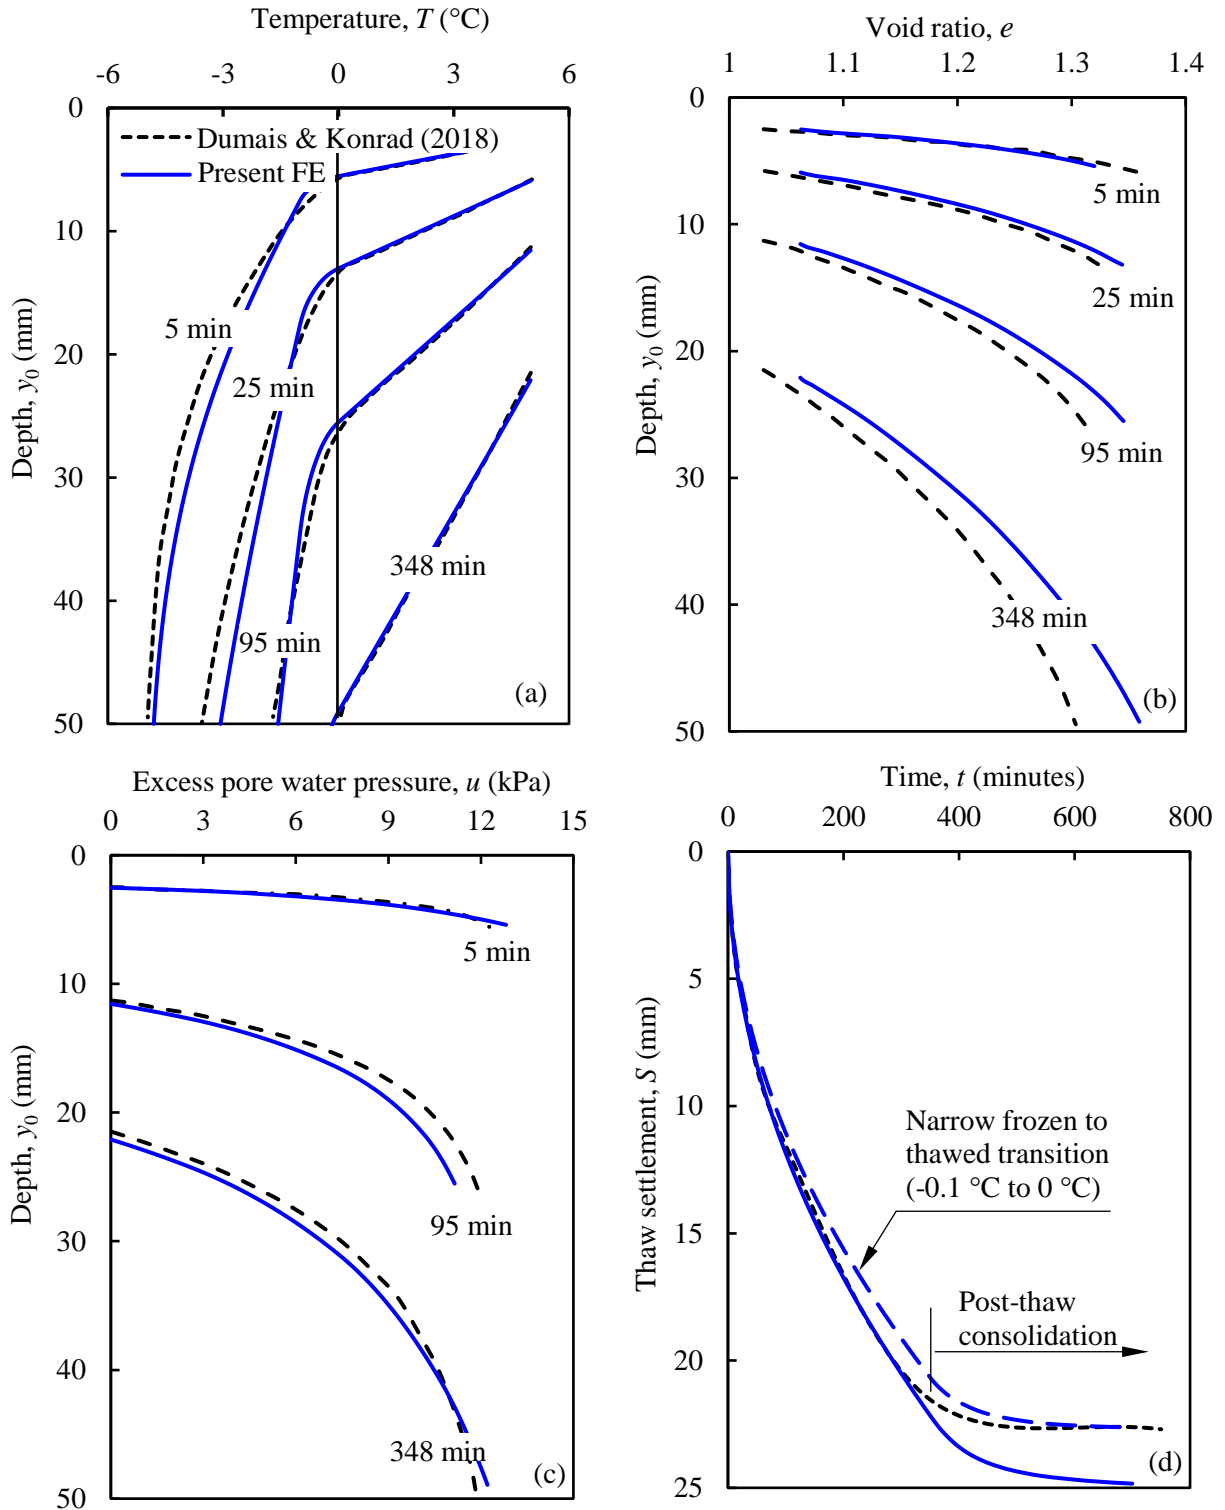 Temperature, T (°C)
-6 -3 0 3 6
0
10
20
30
40
50
Depth, y0 (mm)
Dumais & Konrad (2018)
Present FE
5 min
25 min
95 min
348 min
(a)
Void ratio, e
1 1.1 1.2 1.3 1.4
0
10
20
30
40
50
Depth, y0 (mm)
5 min
25 min
95 min
348 min
(b)
Excess pore water pressure, u (kPa)
0 3 6 9 12 15
0
10
20
30
40
50
Depth, y0 (mm)
5 min
95 min
348 min
(c)
Time, t (minutes)
0 200 400 600 800
0
5
10
15
20
25
Thaw settlement, S (mm)
Narrow frozen to
thawed transition
(-0.1 °C to 0 °C)
Post-thaw
consolidation
(d)